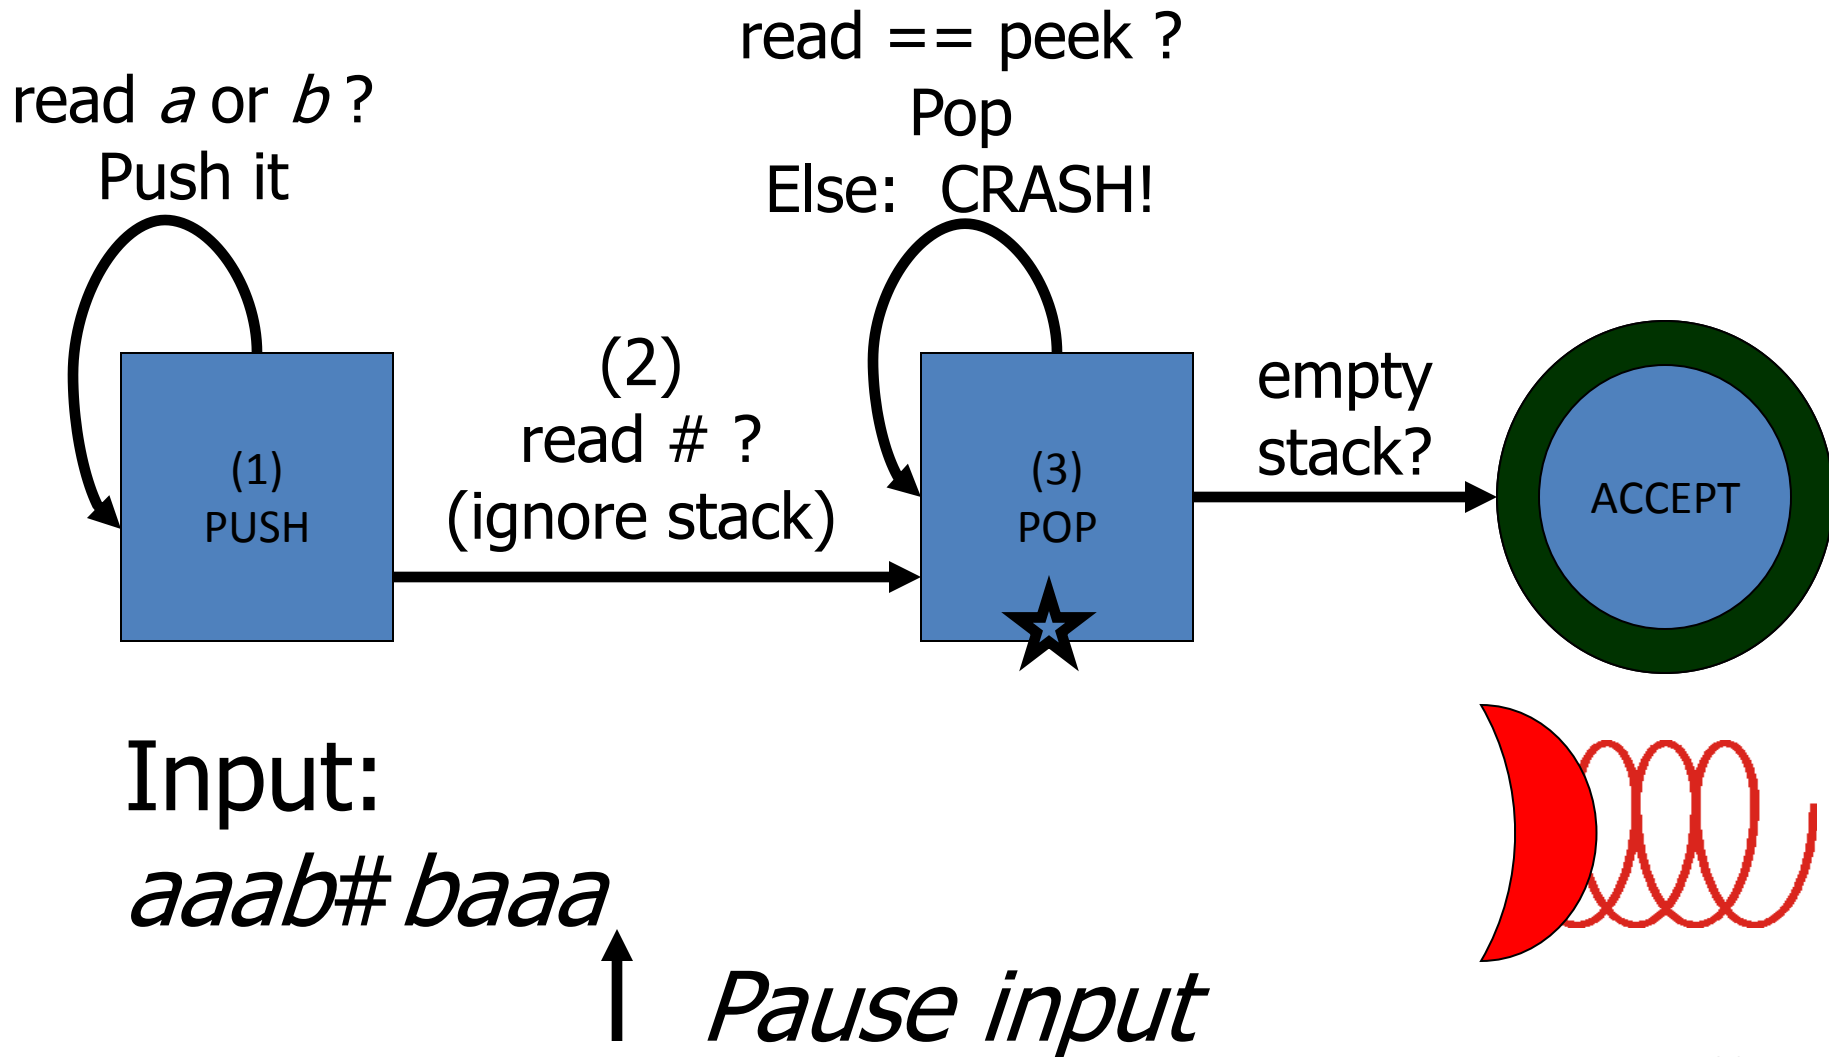 read a or b ?
Push it
read == peek ?
Pop
Else: CRASH!
(1)
PUSH
(2)
read # ?
(ignore stack)
(3)
POP
empty
stack?
ACCEPT
Input:
aaab#baaa
Pause input